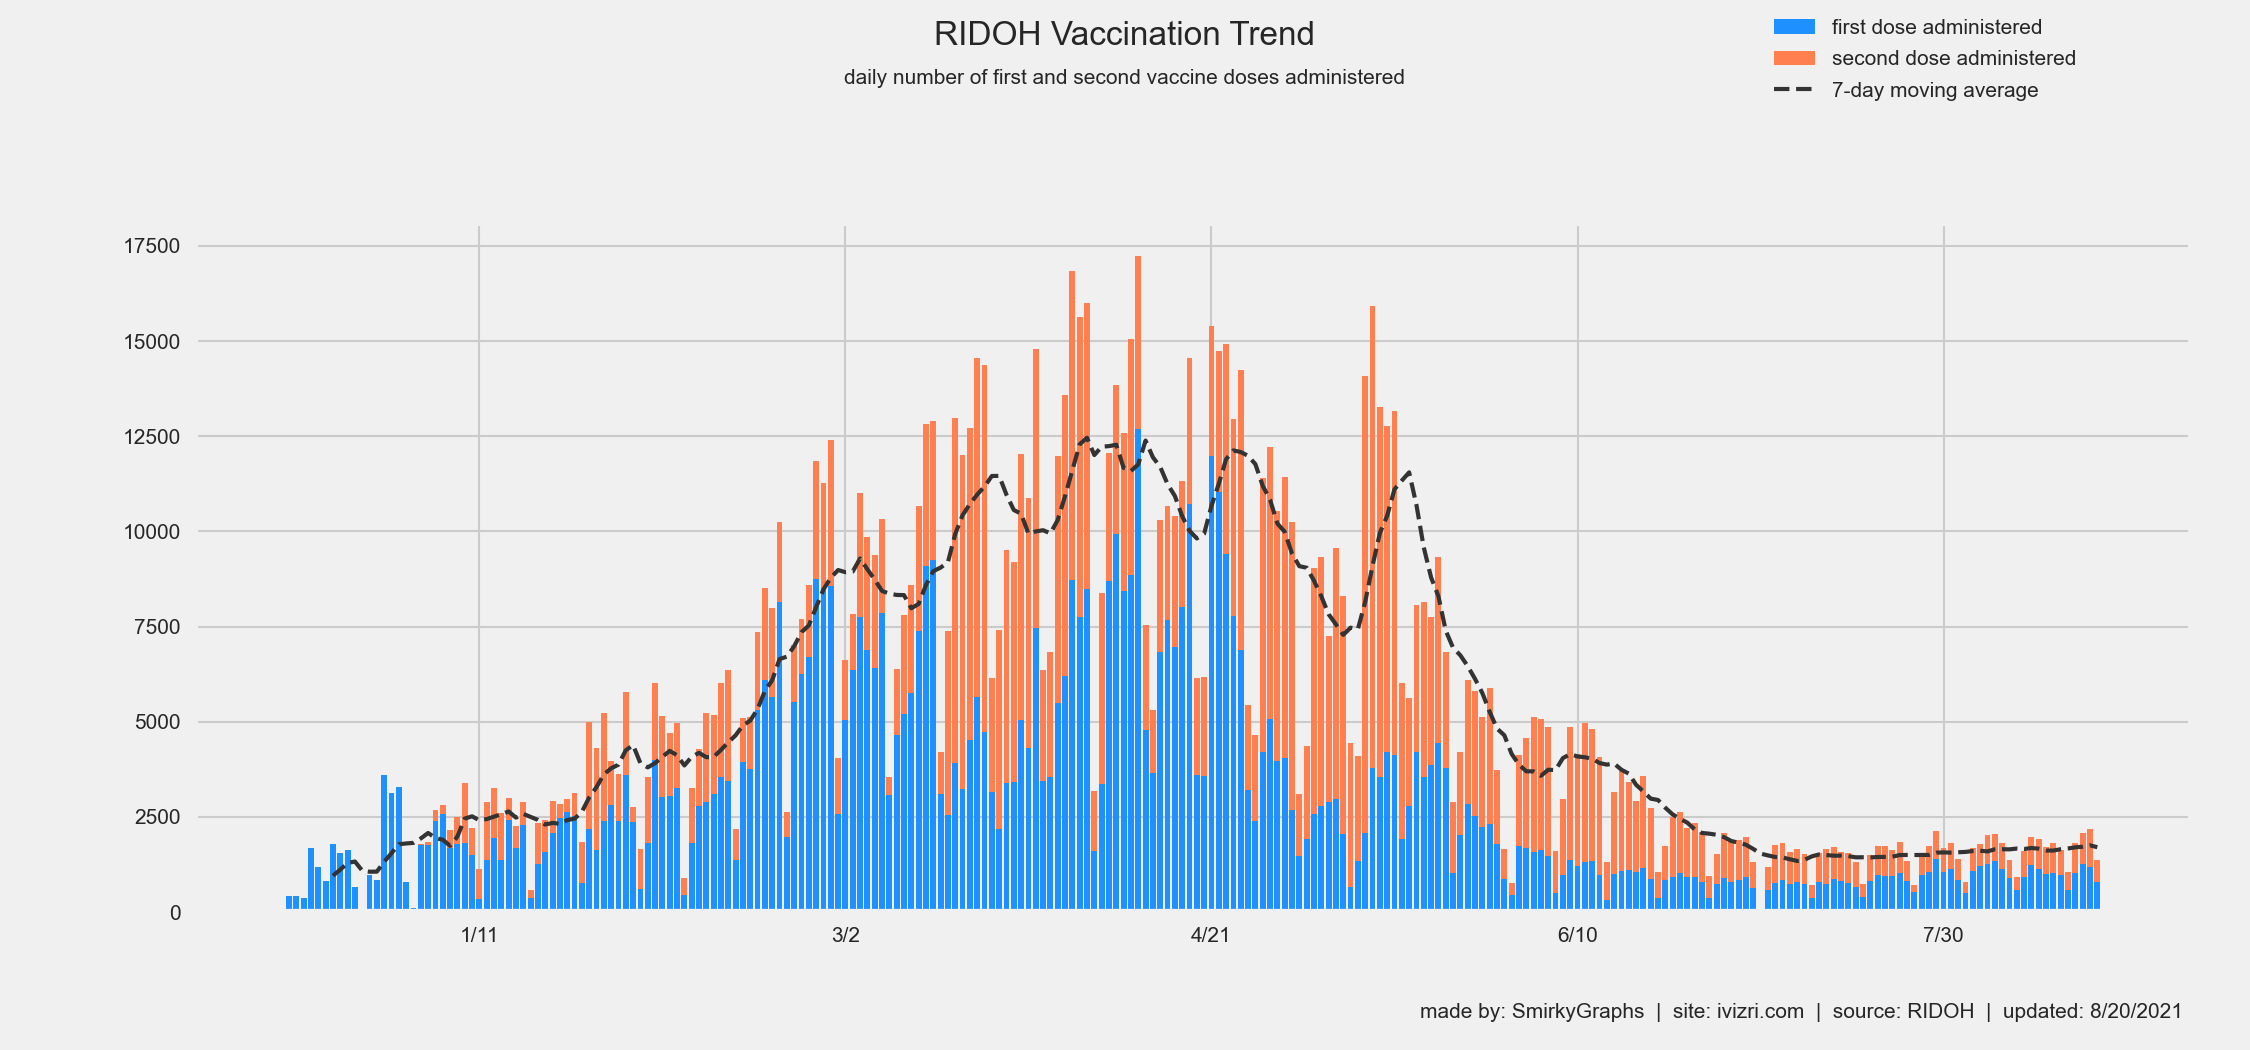 RIDOH Vaccination Trend
daily number of first and second vaccine doses administered
first dose administered
second dose administered
7-day moving average
17500
15000
12500
10000
7500
5000
2500
0
1/11
3/2
4/21
6/10
7/30
made by: SmirkyGraphs | site: ivizri.com | source: RIDOH | updated: 8/20/2021